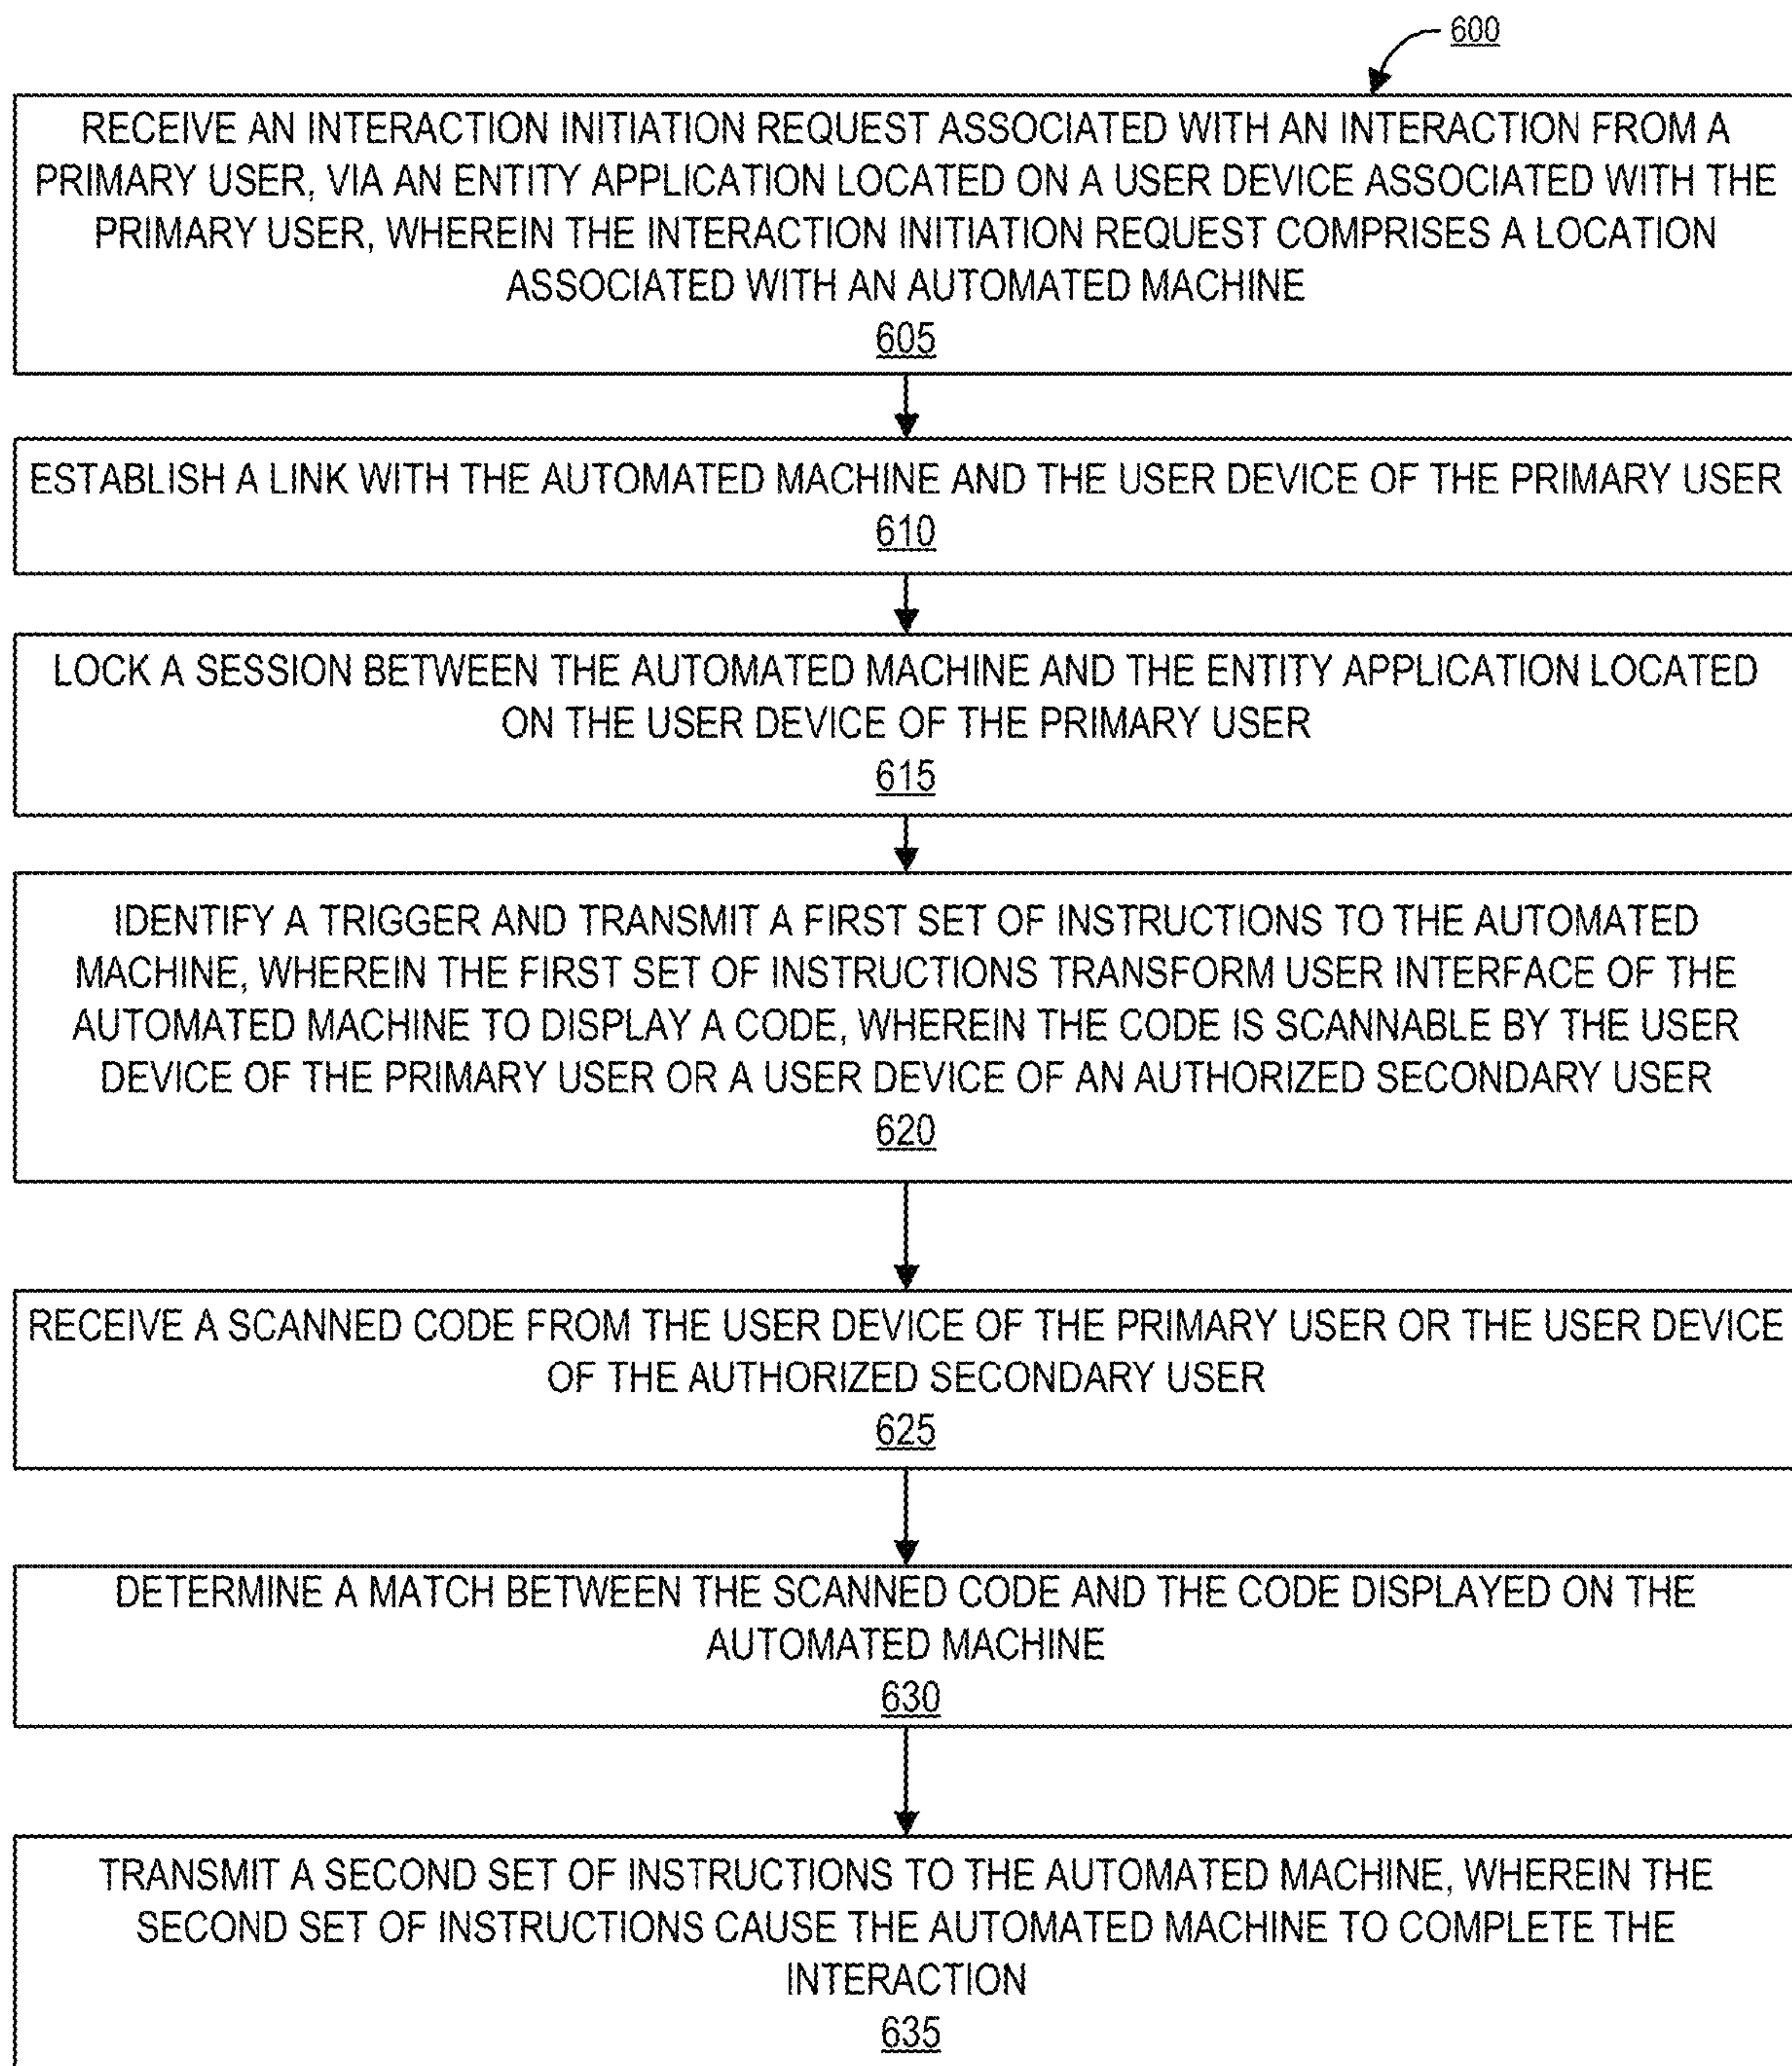 600
RECEIVE AN INTERACTION INITIATION REQUEST ASSOCIATED WITH AN INTERACTION FROM A
PRIMARY USER, VIA AN ENTITY APPLICATION LOCATED ON A USER DEVICE ASSOCIATED WITH THE
PRIMARY USER, WHEREIN THE INTERACTION INITIATION REQUEST COMPRISES A LOCATION
ASSOCIATED WITH AN AUTOMATED MACHINE
605
ESTABLISH A LINK WITH THE AUTOMATED MACHINE AND THE USER DEVICE OF THE PRIMARY USER
610
LOCK A SESSION BETWEEN THE AUTOMATED MACHINE AND THE ENTITY APPLICATION LOCATED
ON THE USER DEVICE OF THE PRIMARY USER
615
IDENTIFY A TRIGGER AND TRANSMIT A FIRST SET OF INSTRUCTIONS TO THE AUTOMATED
MACHINE, WHEREIN THE FIRST SET OF INSTRUCTIONS TRANSFORM USER INTERFACE OF THE
AUTOMATED MACHINE TO DISPLAY A CODE, WHEREIN THE CODE IS SCANNABLE BY THE USER
DEVICE OF THE PRIMARY USER OR A USER DEVICE OF AN AUTHORIZED SECONDARY USER
620
RECEIVE A SCANNED CODE FROM THE USER DEVICE OF THE PRIMARY USER OR THE USER DEVICE
OF THE AUTHORIZED SECONDARY USER
625
DETERMINE A MATCH BETWEEN THE SCANNED CODE AND THE CODE DISPLAYED ON THE
AUTOMATED MACHINE
630
TRANSMIT A SECOND SET OF INSTRUCTIONS TO THE AUTOMATED MACHINE, WHEREIN THE
SECOND SET OF INSTRUCTIONS CAUSE THE AUTOMATED MACHINE TO COMPLETE THE
INTERACTION
635